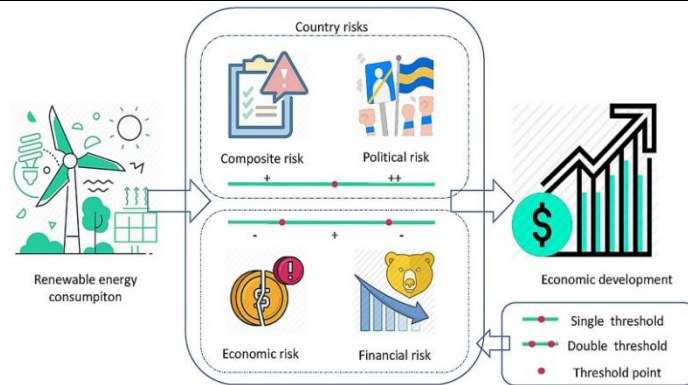 Country risks
Composite risk
Political risk
+
++
-
+
-
Renewable energy
consumpiton
$
Economic development
Economic risk
Financial risk
Single threshold
Double threshold
Threshold point